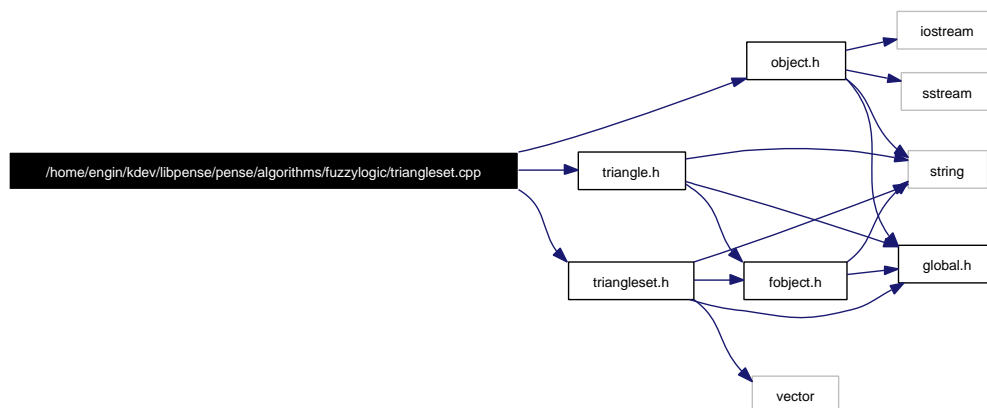 iostream
object.h
sstream
/home/engin/kdev/libpense/pense/algorithms/fuzzylogic/triangleset.cpp
triangle.h
string
triangleset.h
fobject.h
global.h
vector